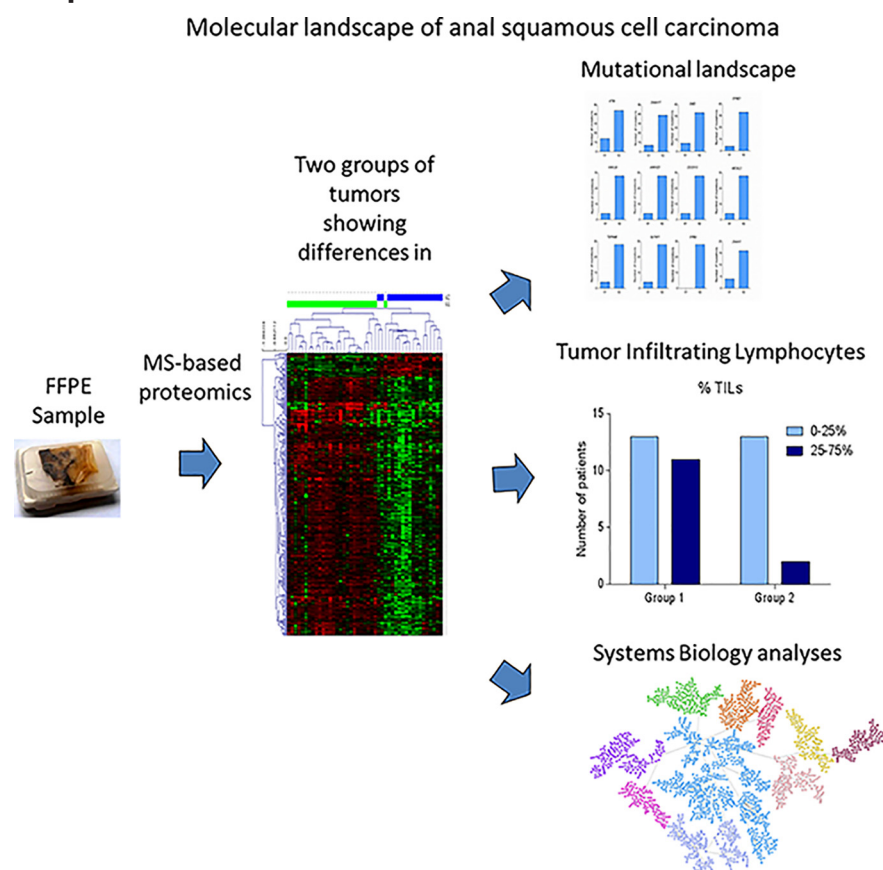 Molecular landscape of anal squamous cell carcinoma
Mutational landscape
Two groups of
tumors
showing
differences in
Tumor Infiltrating Lymphocytes
MS-based
proteomics
FFPE
Sample
% TILs
15
10
5
0
Number of patients
0-25%
25-75%
Group 1
Group 2
Systems Biology analyses